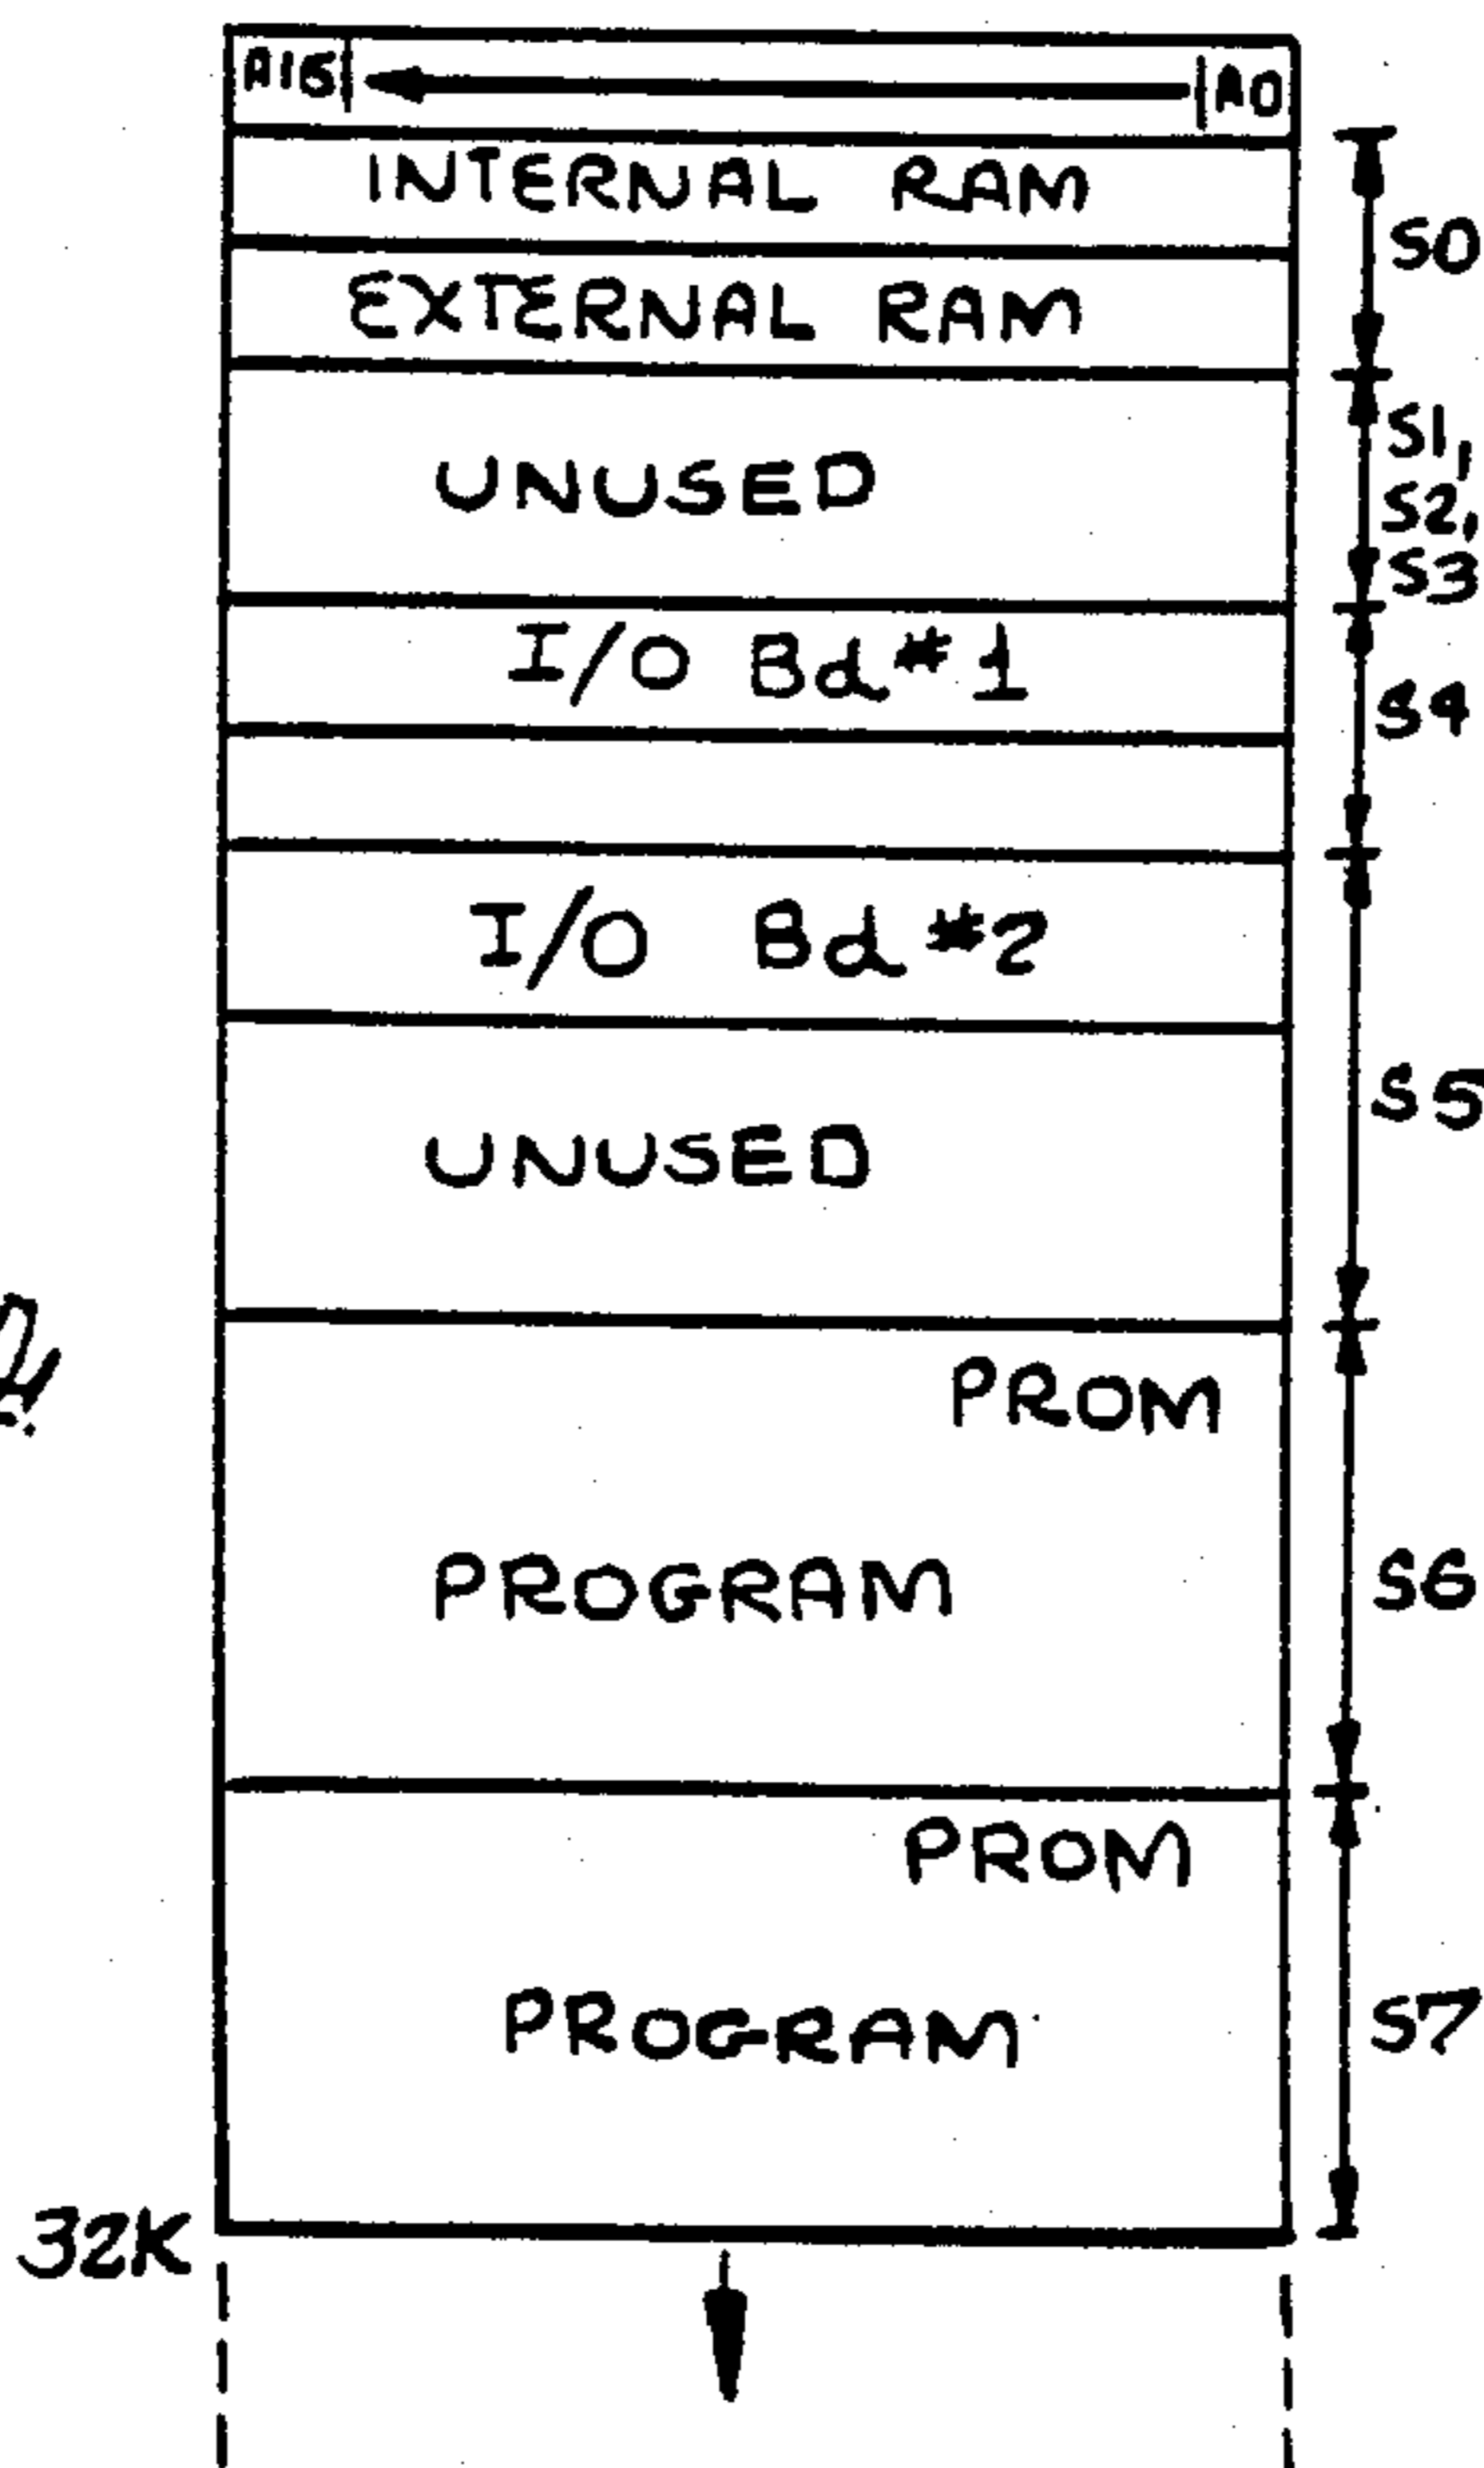 A15 A0
INTERNAL RAM
S0
EXTERNAL RAM
S1,
UNUSED
S2,
S3
I/O Bd #1
S4
I/O Bd #2
S5
UNUSED
PROM
PROGRAM
S6
PROM
PROGRAM
S7
32K